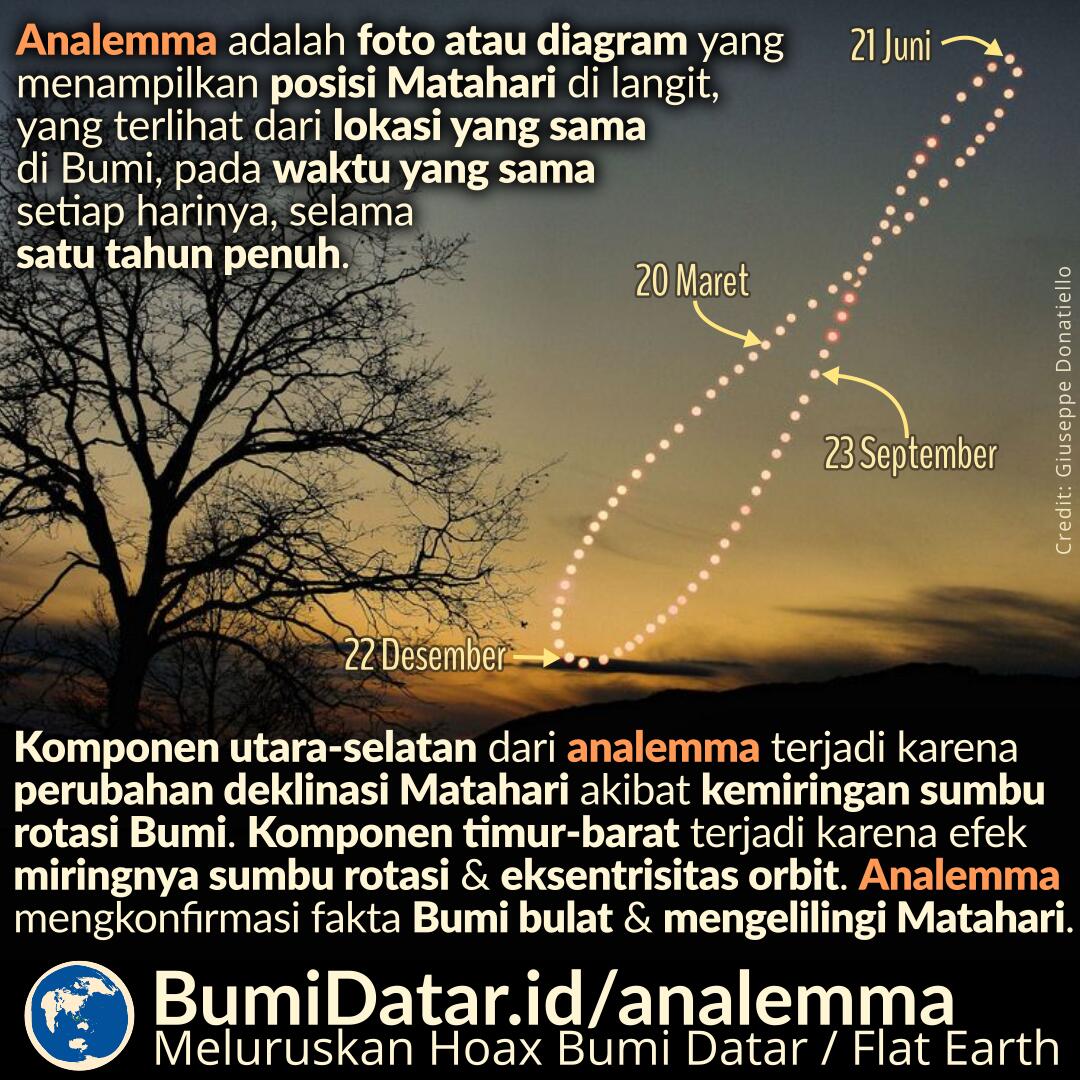 Analemma adalah foto atau diagram yang
menampilkan posisi Matahari di langit,
yang terlihat dari lokasi yang sama
di Bumi, pada waktu yang sama
setiap harinya, selama
satu tahun penuh.
21 Juni
20 Maret
23 September
22 Desember
Credit: Giuseppe Donatiello
Komponen utara-selatan dari analemma terjadi karena
perubahan deklinasi Matahari akibat kemiringan sumbu
rotasi Bumi. Komponen timur-barat terjadi karena efek
miringnya sumbu rotasi & eksentrisitas orbit. Analemma
mengkonfirmasi fakta Bumi bulat & mengelilingi Matahari.
BumiDatar.id/analemma
Meluruskan Hoax Bumi Datar / Flat Earth